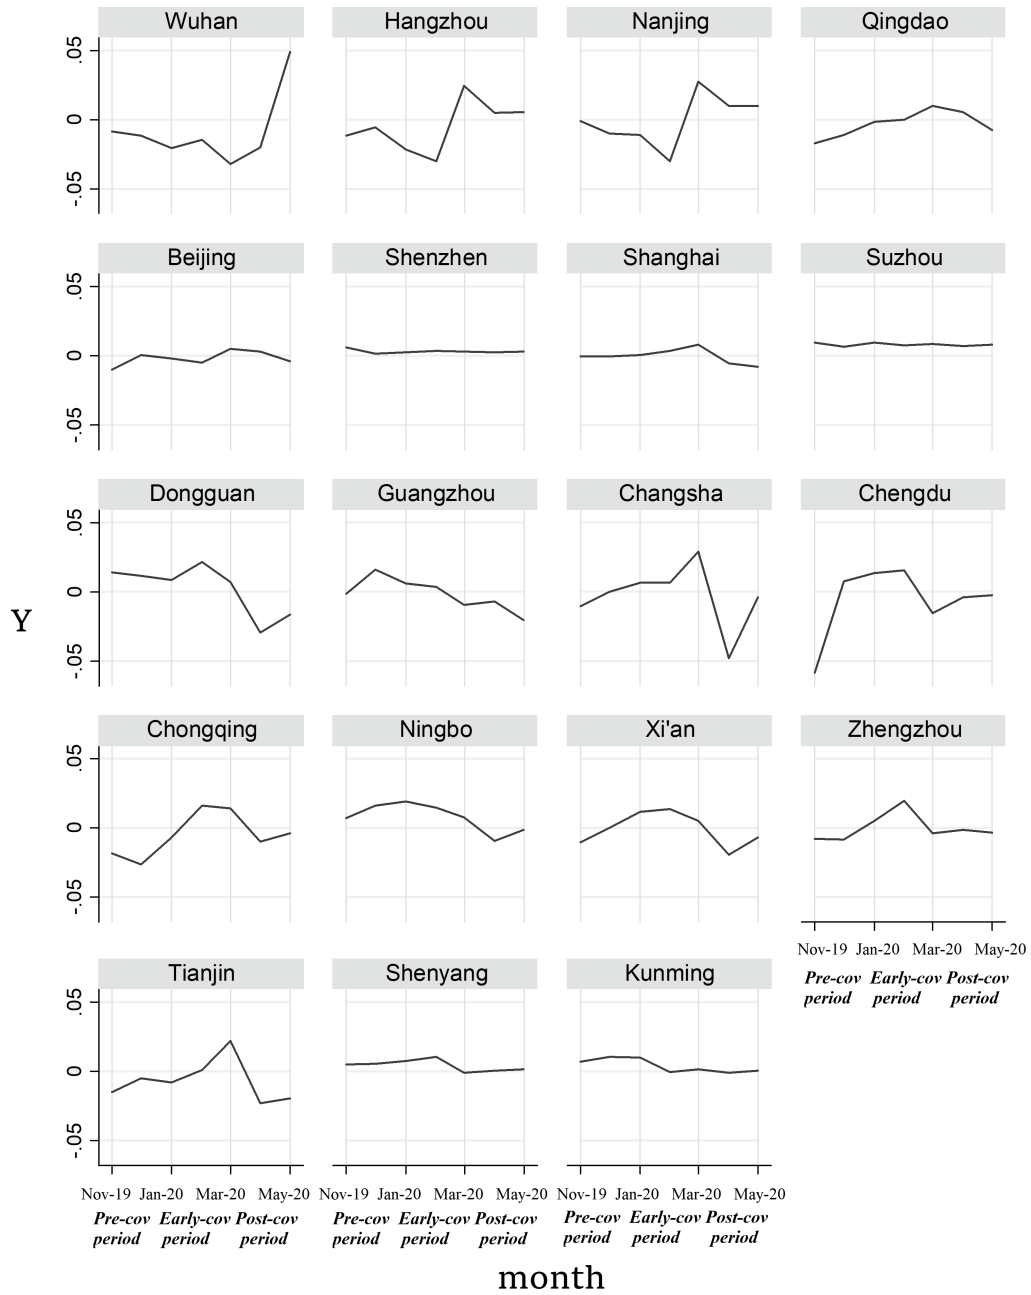 Wuhan Hangzhou Nanjing Qingdao
.05
0
-.05
Beijing Shenzhen Shanghai Suzhou
.05
0
-.05
Dongguan Guangzhou Changsha Chengdu
.05
0
-.05
Y
Chongqing Ningbo Xi'an Zhengzhou
.05
0
-.05
Nov-19 Jan-20 Mar-20 May-20
Pre-cov Early-cov Post-cov
period period period
Tianjin Shenyang Kunming
.05
0
-.05
Nov-19 Jan-20 Mar-20 May-20 Nov-19 Jan-20 Mar-20 May-20 Nov-19 Jan-20 Mar-20 May-20
Pre-cov Early-cov Post-cov Pre-cov Early-cov Post-cov Pre-cov Early-cov Post-cov
period period period period period period period period period
month